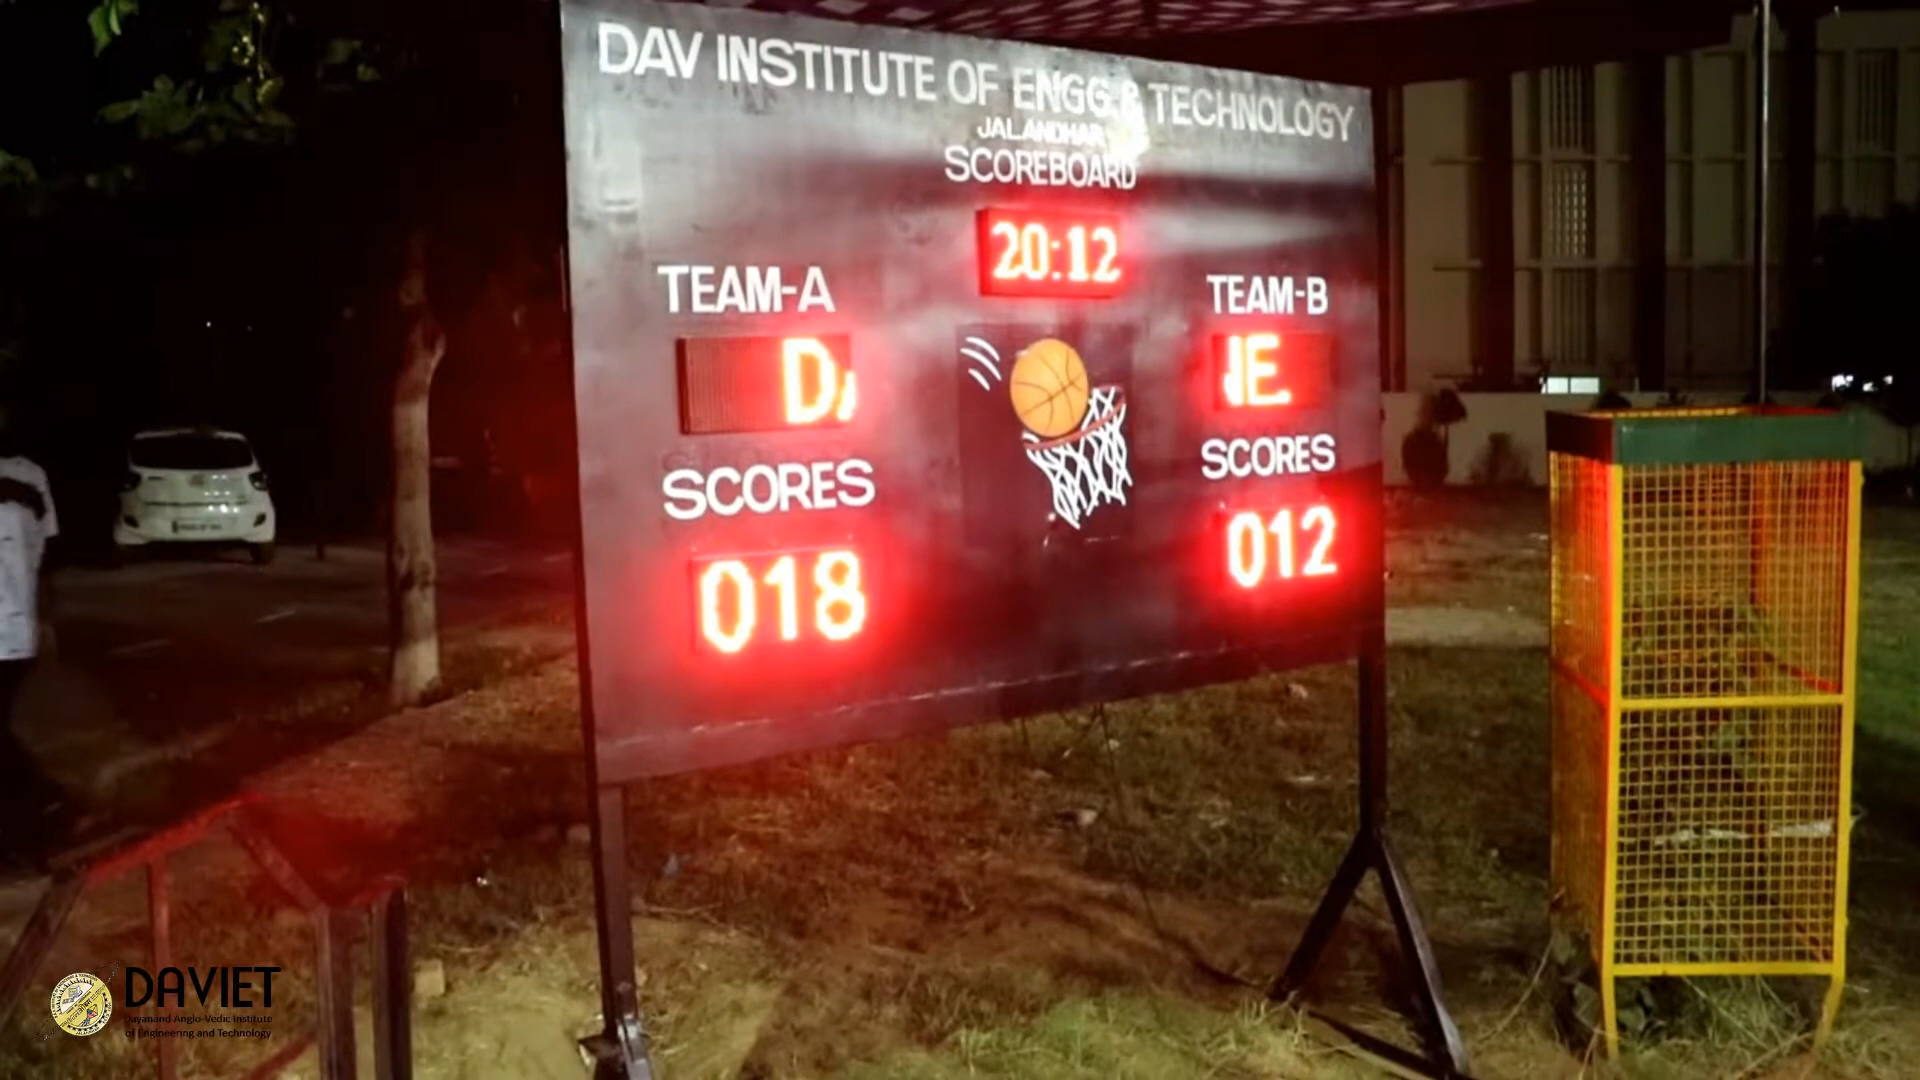 DAV INSTITUTE OF ENGG & TECHNOLOGY
JALANDHAR
SCOREBOARD
20:12
TEAM-A
TEAM-B
D
IE
SCORES
SCORES
018
012
DAVIET
Dayanand Anglo-Vedic Institute
of Engineering and Technology